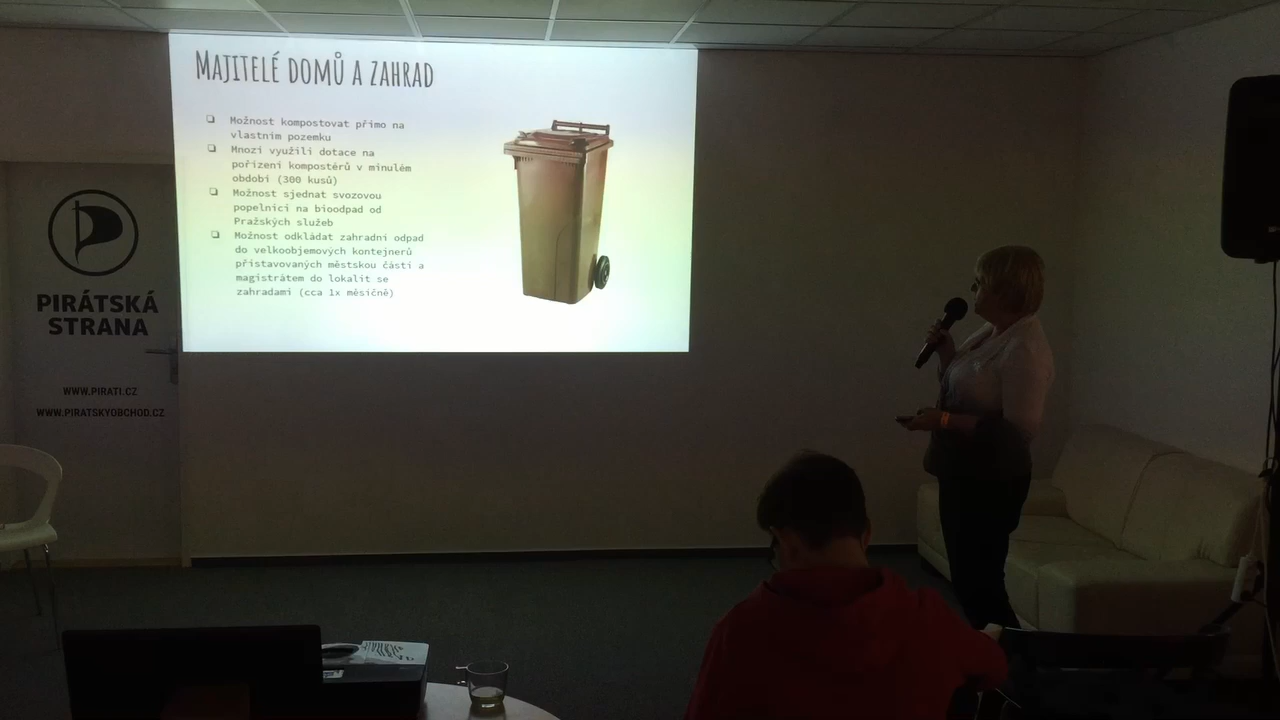 Majitelé domů a zahrad
Možnost kompostovat přímo na
vlastním pozemku
Mnozí využili dotace na
pořízení kompostérů v minulém
období (300 kusů)
Možnost sjednat svozovou
popelnici na bioodpad od
Pražských služeb
Možnost odkládat zahradní odpad
do velkoobjemových kontejnerů
přistavovaných městskou částí a
magistrátem do lokalit se
zahradami (cca 1x měsíčně)
PIRÁTSKÁ
STRANA
WWW.PIRATI.CZ
WWW.PIRATSKYOBCHOD.CZ